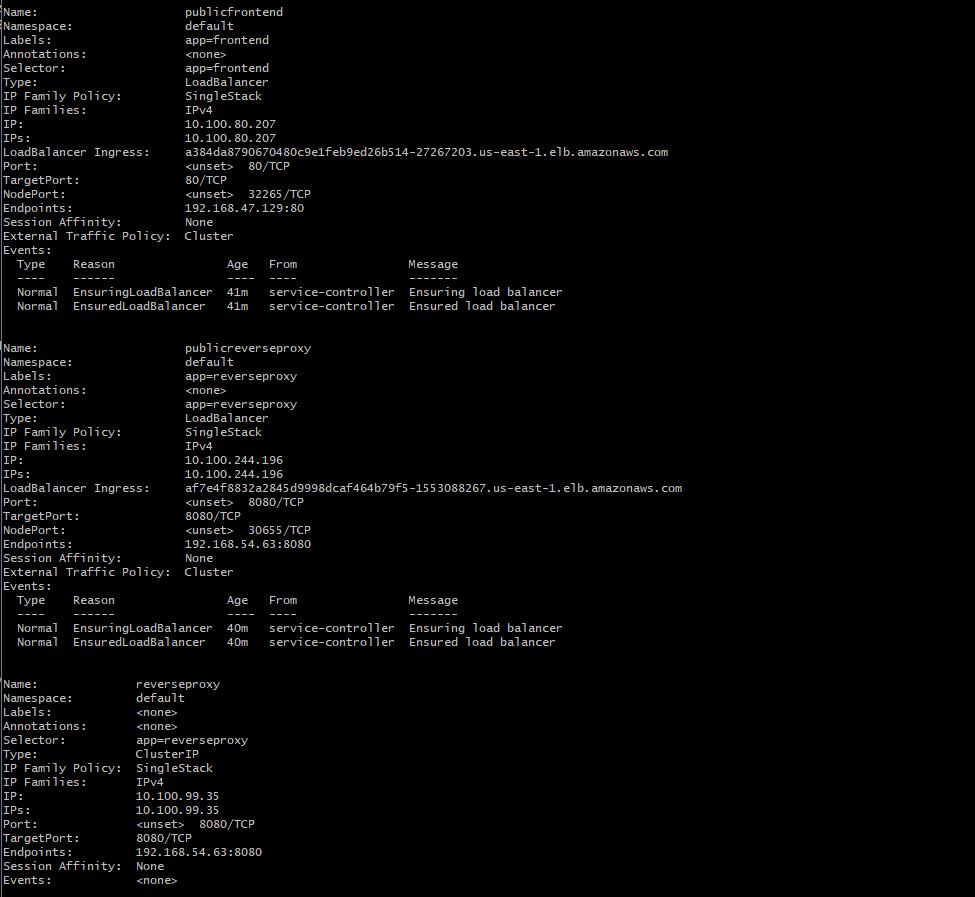 Name:                     publicfrontend
Namespace:                default
Labels:                   app=frontend
Annotations:              <none>
Selector:                 app=frontend
Type:                     LoadBalancer
IP Family Policy:         SingleStack
IP Families:              IPv4
IP:                       10.100.80.207
IPs:                      10.100.80.207
LoadBalancer Ingress:     a384da8790670480c9e1feb9ed26b514-27267203.us-east-1.elb.amazonaws.com
Port:                     <unset>  80/TCP
TargetPort:               80/TCP
NodePort:                 <unset>  32265/TCP
Endpoints:                192.168.47.129:80
Session Affinity:         None
External Traffic Policy:  Cluster
Events:
  Type    Reason                Age   From                Message
  ----    ------                ----  ----                -------
  Normal  EnsuringLoadBalancer  41m   service-controller  Ensuring load balancer
  Normal  EnsuredLoadBalancer   41m   service-controller  Ensured load balancer
Name:                     publicreverseproxy
Namespace:                default
Labels:                   app=reverseproxy
Annotations:              <none>
Selector:                 app=reverseproxy
Type:                     LoadBalancer
IP Family Policy:         SingleStack
IP Families:              IPv4
IP:                       10.100.244.196
IPs:                      10.100.244.196
LoadBalancer Ingress:     af7e4f8832a2845d9998dcaf464b79f5-1553088267.us-east-1.elb.amazonaws.com
Port:                     <unset>  8080/TCP
TargetPort:               8080/TCP
NodePort:                 <unset>  30655/TCP
Endpoints:                192.168.54.63:8080
Session Affinity:         None
External Traffic Policy:  Cluster
Events:
  Type    Reason                Age   From                Message
  ----    ------                ----  ----                -------
  Normal  EnsuringLoadBalancer  40m   service-controller  Ensuring load balancer
  Normal  EnsuredLoadBalancer   40m   service-controller  Ensured load balancer
Name:              reverseproxy
Namespace:         default
Labels:            <none>
Annotations:       <none>
Selector:          app=reverseproxy
Type:              ClusterIP
IP Family Policy:  SingleStack
IP Families:       IPv4
IP:                10.100.99.35
IPs:               10.100.99.35
Port:              <unset>  8080/TCP
TargetPort:        8080/TCP
Endpoints:         192.168.54.63:8080
Session Affinity:  None
Events:            <none>